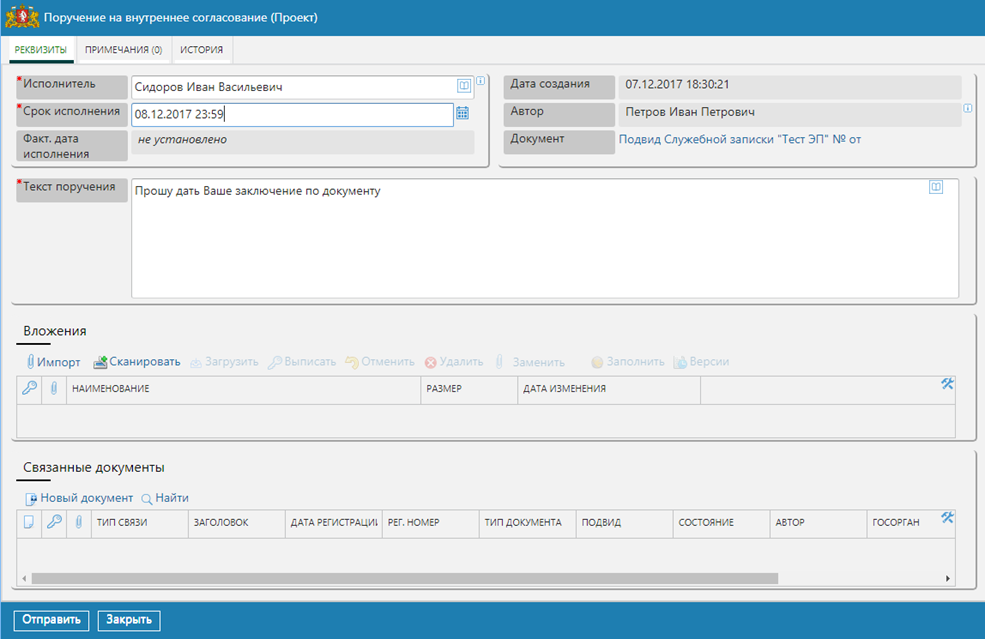 Поручение на внутреннее согласование (Проект)
РЕКВИЗИТЫ ПРИМЕЧАНИЯ (0) ИСТОРИЯ
*Исполнитель Сидоров Иван Васильевич
*Срок исполнения 08.12.2017 23:59
Факт. дата
исполнения
не установлено
Дата создания 07.12.2017 18:30:21
Автор Петров Иван Петрович
Документ Подвид Служебной записки "Тест ЭП" № от
*Текст поручения Прошу дать Ваше заключение по документу
Вложения
Импорт Сканировать Загрузить Выписать Отменить Удалить Заменить Заполнить Версии
НАИМЕНОВАНИЕ РАЗМЕР ДАТА ИЗМЕНЕНИЯ
Связанные документы
Новый документ Найти
ТИП СВЯЗИ ЗАГОЛОВОК ДАТА РЕГИСТРАЦИИ РЕГ. НОМЕР ТИП ДОКУМЕНТА ПОДВИД СОСТОЯНИЕ АВТОР ГОСОРГАН
Отправить Закрыть